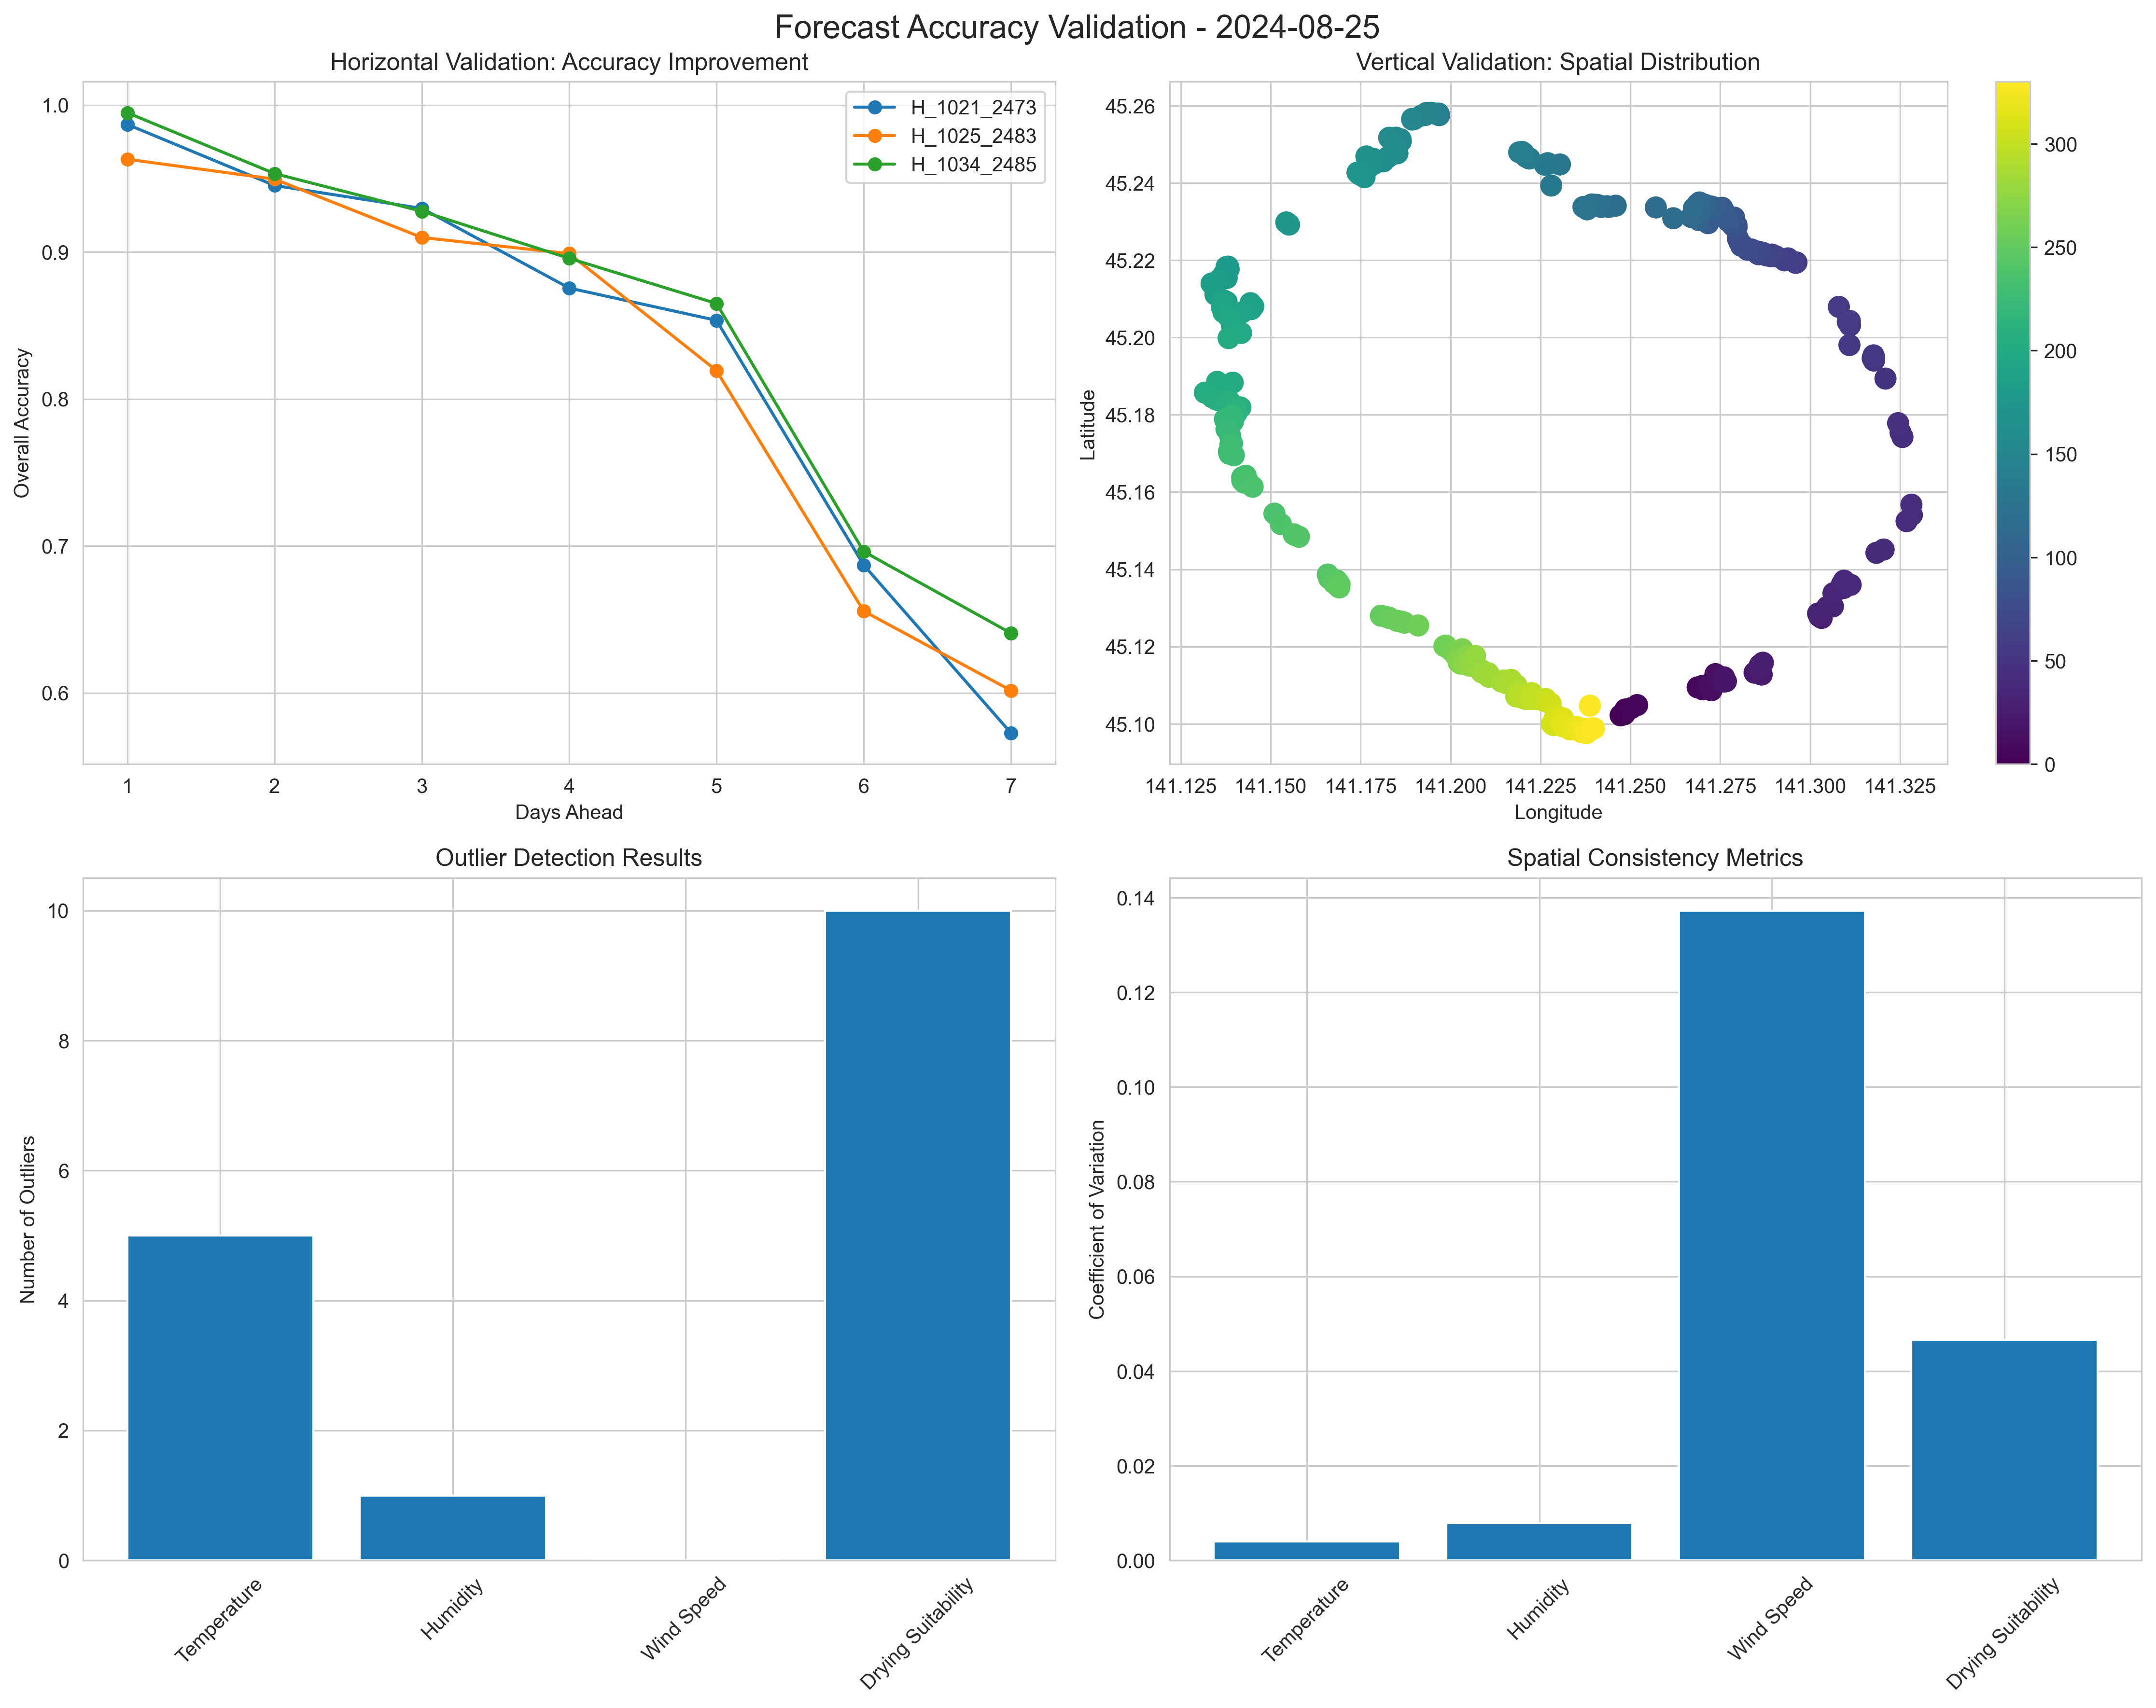 Forecast Accuracy Validation - 2024-08-25
Horizontal Validation: Accuracy Improvement
1.0
0.9
0.8
0.7
0.6
Overall Accuracy
H_1021_2473
H_1025_2483
H_1034_2485
1 2 3 4 5 6 7
Days Ahead
Vertical Validation: Spatial Distribution
45.26
45.24
45.22
45.20
45.18
45.16
45.14
45.12
45.10
Latitude
141.125 141.150 141.175 141.200 141.225 141.250 141.275 141.300 141.325
Longitude
300
250
200
150
100
50
0
Outlier Detection Results
10
8
6
4
2
0
Number of Outliers
Temperature
Humidity
Wind Speed
Drying Suitability
Spatial Consistency Metrics
0.14
0.12
0.10
0.08
0.06
0.04
0.02
0.00
Coefficient of Variation
Temperature
Humidity
Wind Speed
Drying Suitability